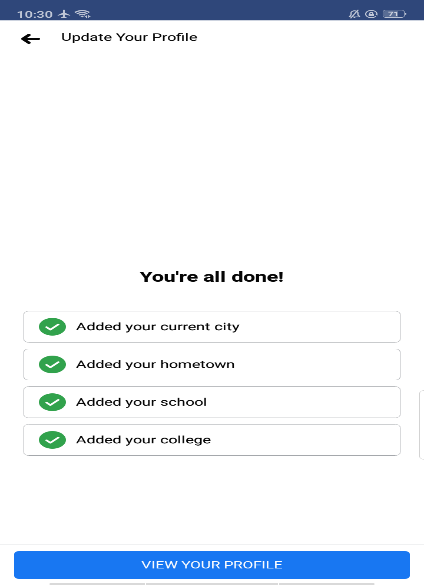 10:30
71
Update Your Profile
You're all done!
Added your current city
Added your hometown
Added your school
Added your college
VIEW YOUR PROFILE